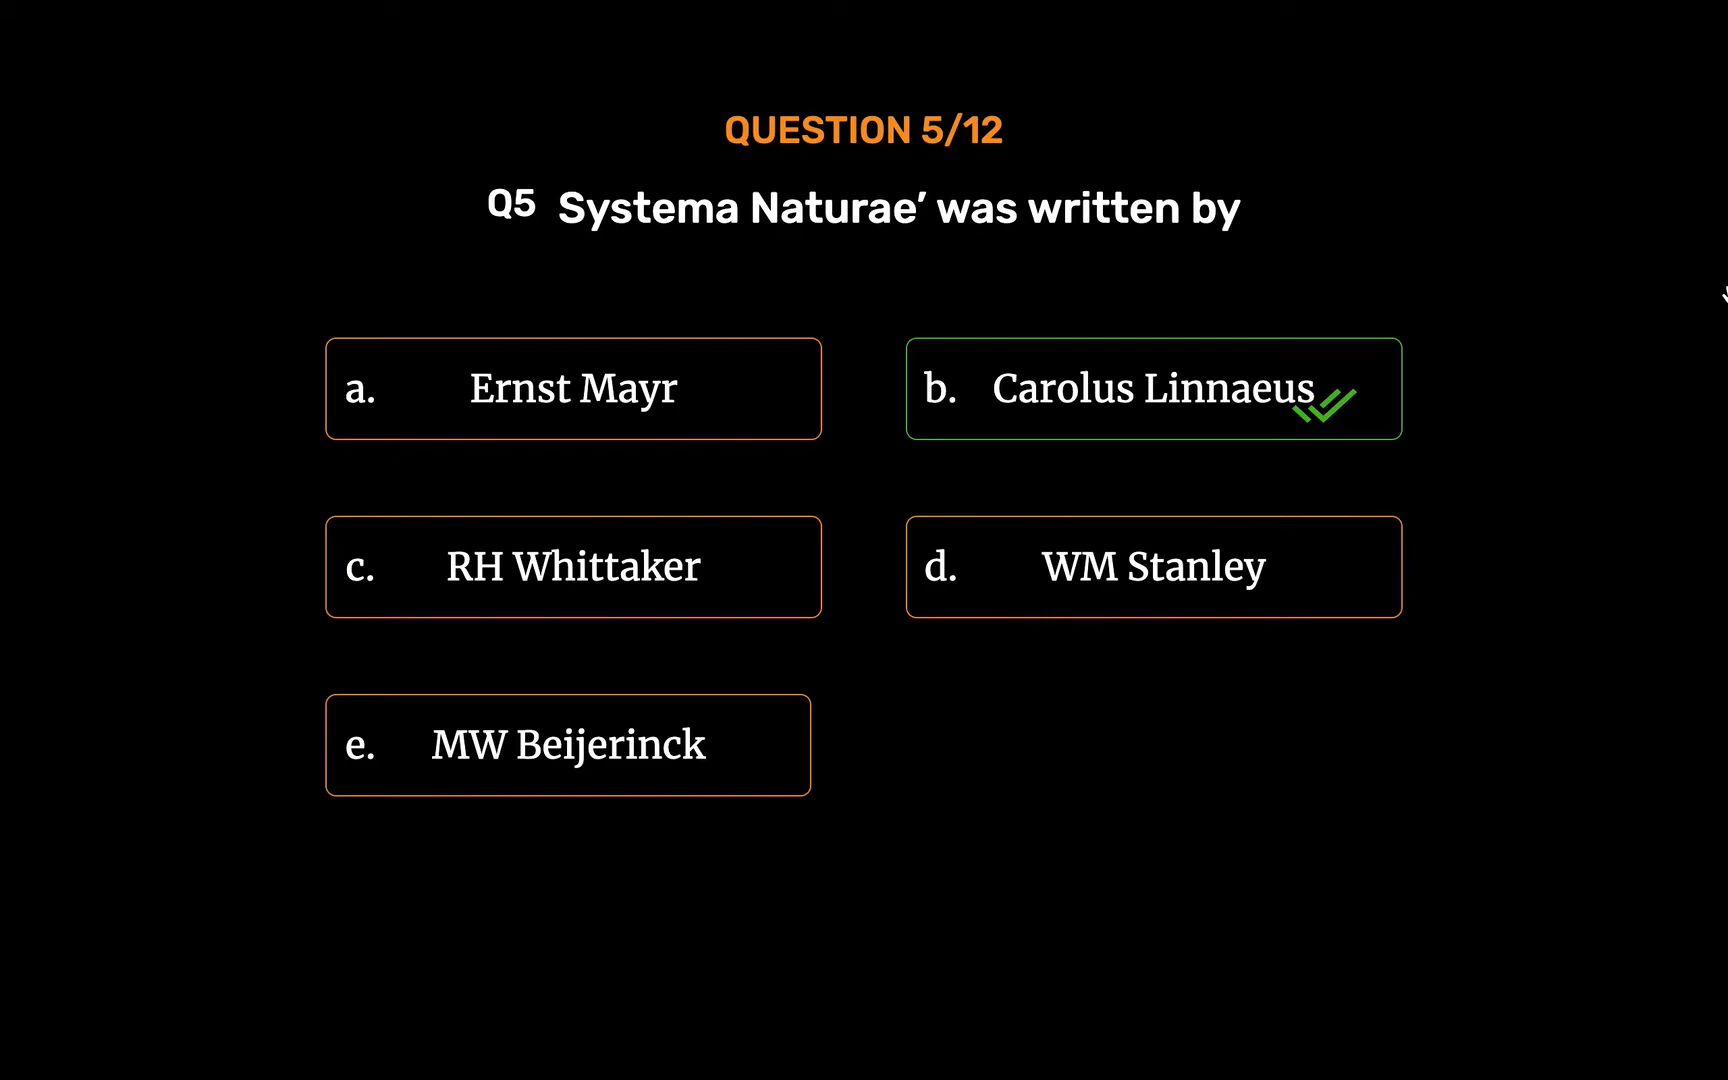 QUESTION 5/12
Q5 Systema Naturae’ was written by
a. Ernst Mayr
b. Carolus Linnaeus
c. RH Whittaker
d. WM Stanley
e. MW Beijerinck